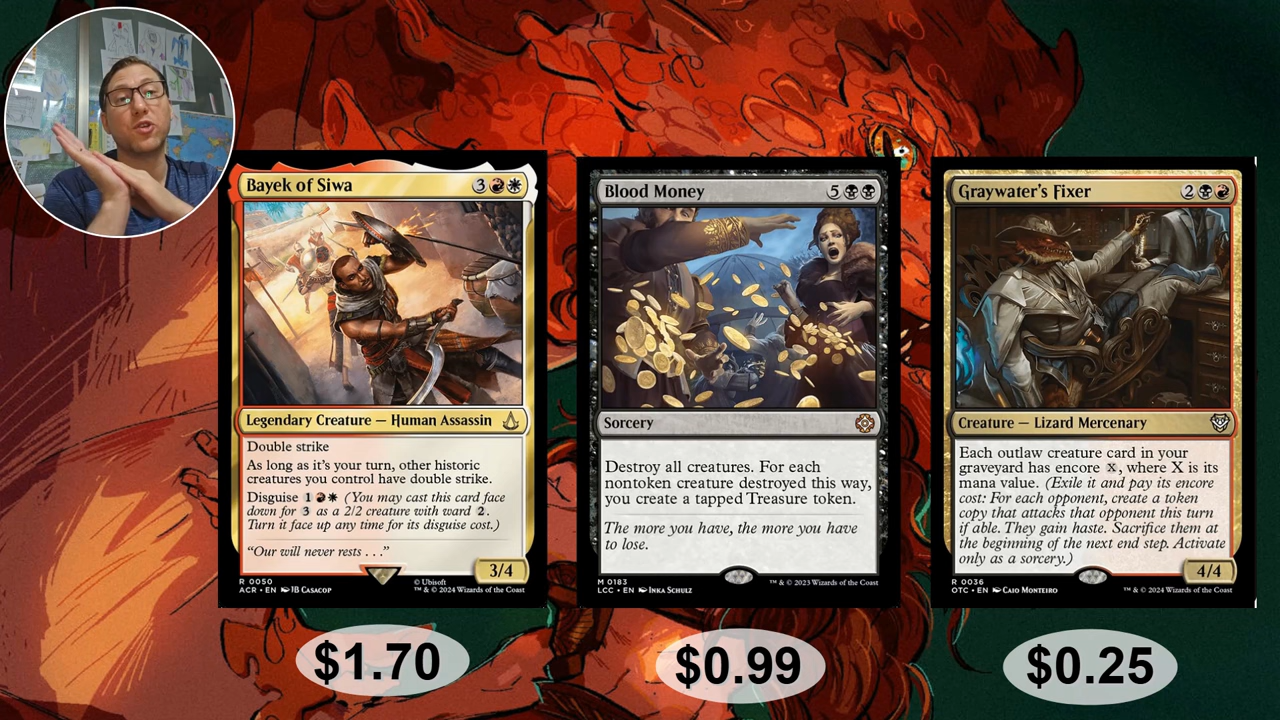 Bayek of Siwa 3
Legendary Creature — Human Assassin
Double strike
As long as it's your turn, other historic
creatures you control have double strike.
Disguise 1 (You may cast this card face
down for 3 as a 2/2 creature with ward 2.
Turn it face up any time for its disguise cost.)
"Our will never rests . . ."
3/4
R 0050
ACR • EN JB Casacop
© Ubisoft
™ & © 2024 Wizards of the Coast
$1.70
Blood Money 5
Sorcery
Destroy all creatures. For each
nontoken creature destroyed this way,
you create a tapped Treasure token.
The more you have, the more you have
to lose.
M 0183
LCC • EN Inka Schulz
™ & © 2023 Wizards of the Coast
$0.99
Graywater's Fixer 2
Creature — Lizard Mercenary
Each outlaw creature card in your
graveyard has encore X, where X is its
mana value. (Exile it and pay its encore
cost: For each opponent, create a token
copy that attacks that opponent this turn
if able. They gain haste. Sacrifice them at
the beginning of the next end step. Activate
only as a sorcery.)
4/4
R 0036
OTC • EN Caio Monteiro
™ & © 2024 Wizards of the Coast
$0.25